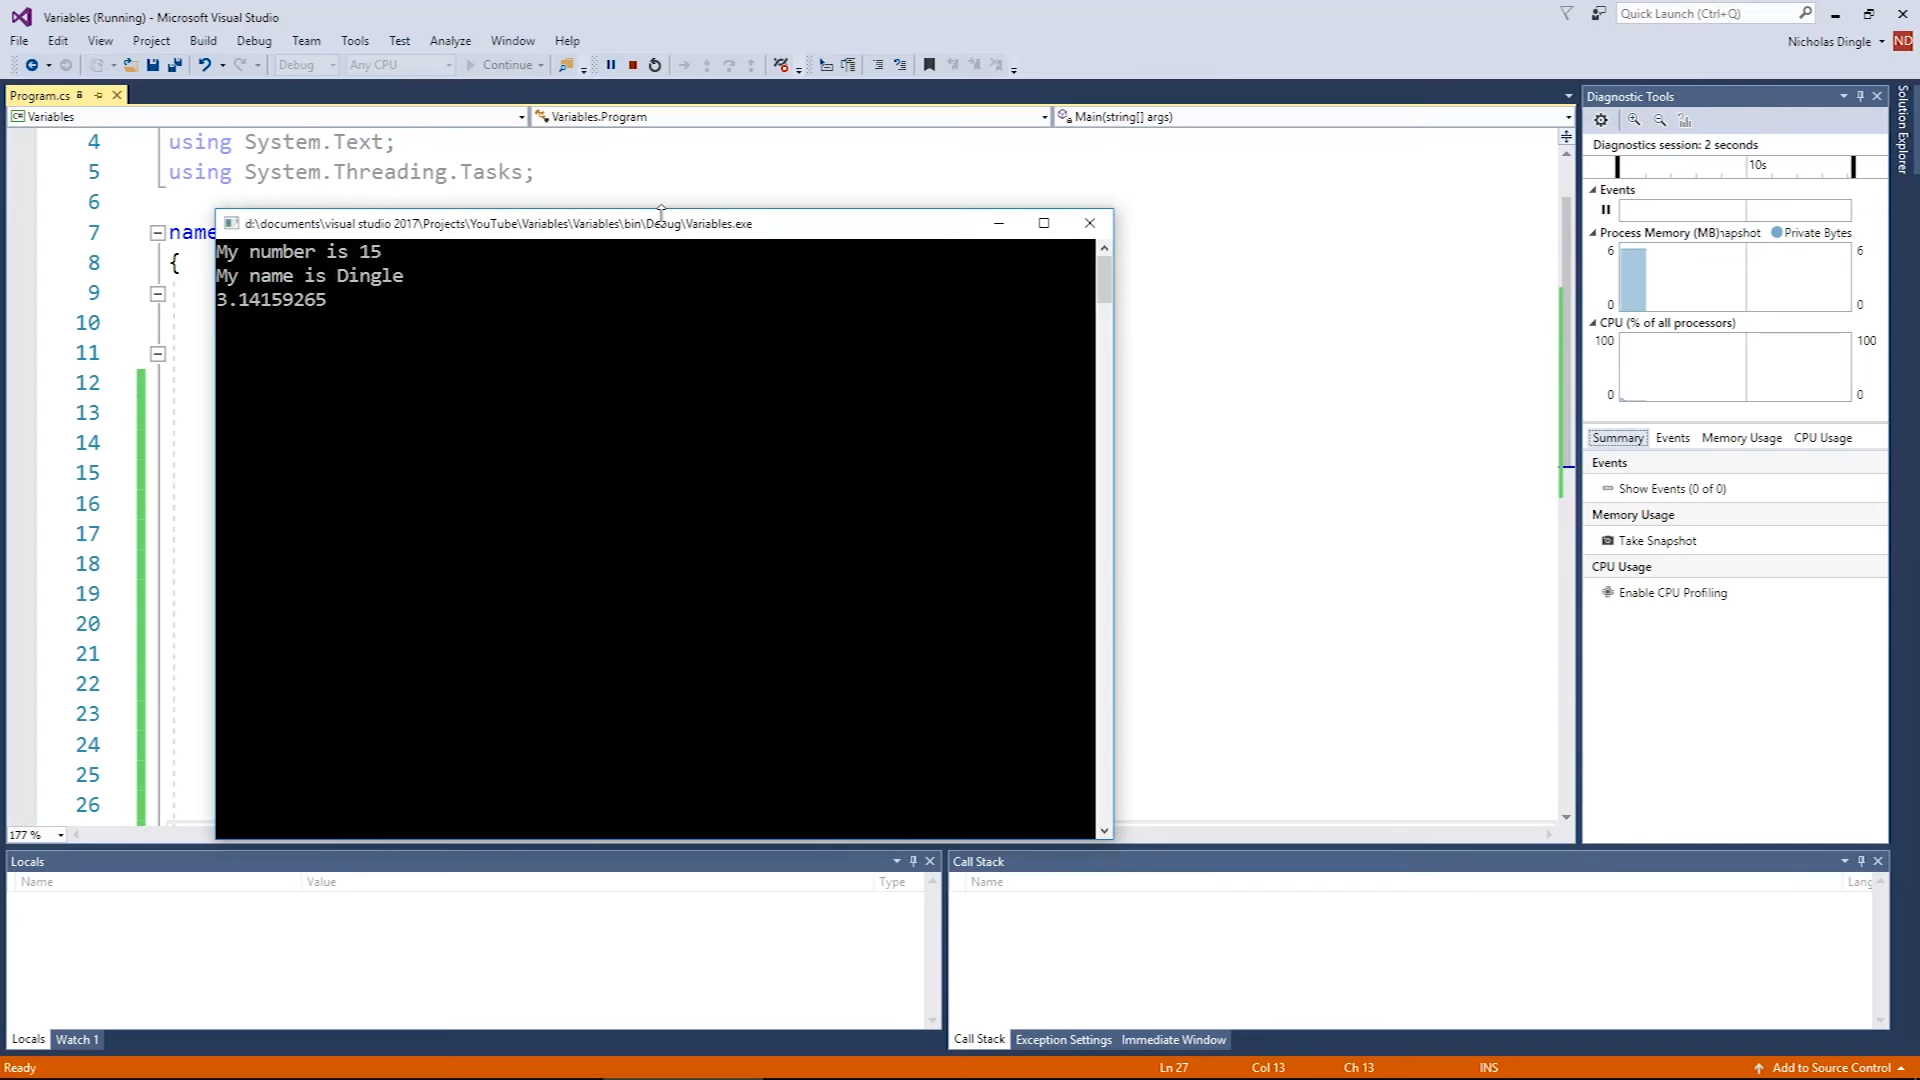 Variables (Running) - Microsoft Visual Studio
Quick Launch (Ctrl+Q)
File Edit View Project Build Debug Team Tools Test Analyze Window Help
Nicholas Dingle ND
Debug Any CPU Continue
Program.cs
Variables Variables.Program Main(string[] args)
4 using System.Text;
5 using System.Threading.Tasks;
6
7 name
8 {
9
10
11
12
13
14
15
16
17
18
19
20
21
22
23
24
25
26
177 %
d:\documents\visual studio 2017\Projects\YouTube\Variables\Variables\bin\Debug\Variables.exe
My number is 15
My name is Dingle
3.14159265
Diagnostic Tools
Diagnostics session: 2 seconds
10s
Events
Process Memory (MB) Private Bytes
6 6
0 0
CPU (% of all processors)
100 100
0 0
Summary Events Memory Usage CPU Usage
Events
Show Events (0 of 0)
Memory Usage
Take Snapshot
CPU Usage
Enable CPU Profiling
Solution Explorer
Locals
Name Value Type
Locals Watch 1
Call Stack
Name Lang
Call Stack Exception Settings Immediate Window
Ready Ln 27 Col 13 Ch 13 INS Add to Source Control